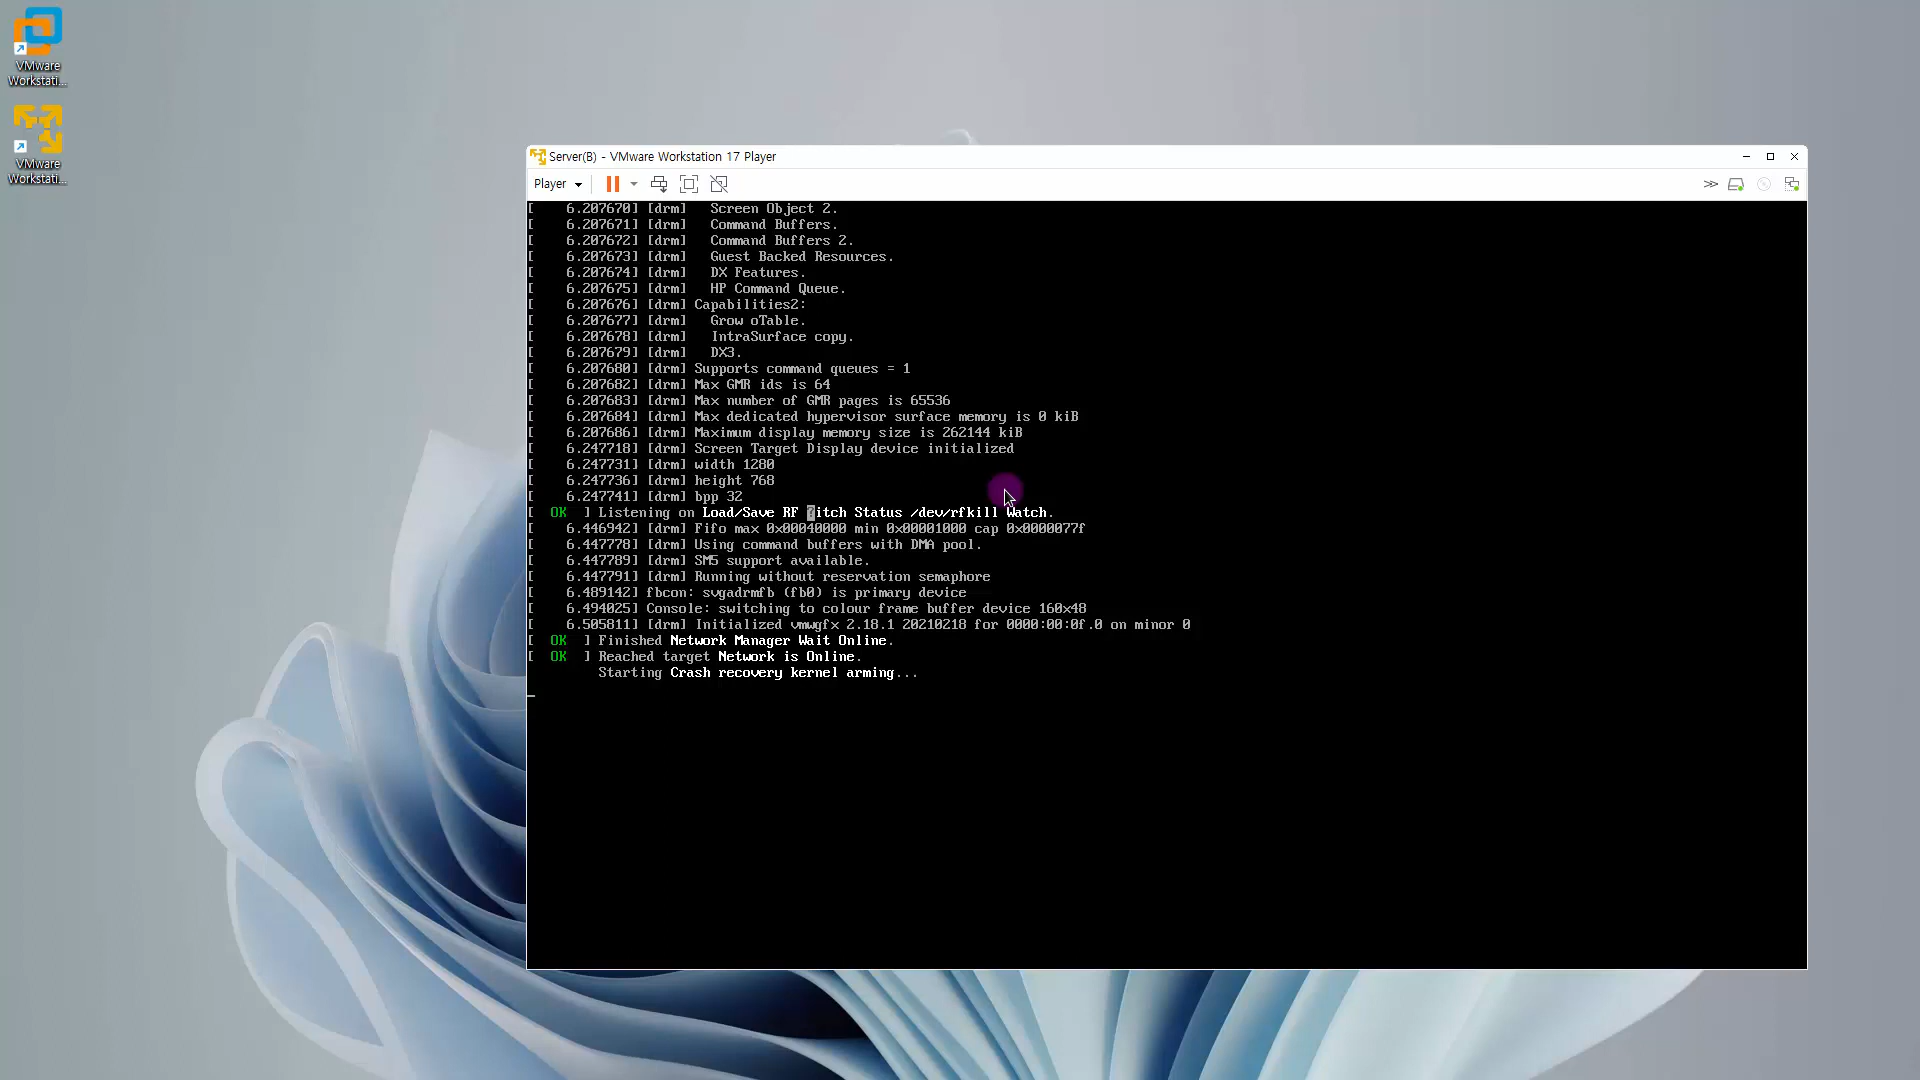 VMware
Workstati...
VMware
Workstati...
Server(B) - VMware Workstation 17 Player
Player
[    6.207670] [drm]   Screen Object 2.
[    6.207671] [drm]   Command Buffers.
[    6.207672] [drm]   Command Buffers 2.
[    6.207673] [drm]   Guest Backed Resources.
[    6.207674] [drm]   DX Features.
[    6.207675] [drm]   HP Command Queue.
[    6.207676] [drm] Capabilities2:
[    6.207677] [drm]   Grow oTable.
[    6.207678] [drm]   IntraSurface copy.
[    6.207679] [drm]   DX3.
[    6.207680] [drm] Supports command queues = 1
[    6.207682] [drm] Max GMR ids is 64
[    6.207683] [drm] Max number of GMR pages is 65536
[    6.207684] [drm] Max dedicated hypervisor surface memory is 0 kiB
[    6.207686] [drm] Maximum display memory size is 262144 kiB
[    6.247718] [drm] Screen Target Display device initialized
[    6.247731] [drm] width 1280
[    6.247736] [drm] height 768
[    6.247741] [drm] bpp 32
[  OK  ] Listening on Load/Save RF ?itch Status /dev/rfkill Watch.
[    6.446942] [drm] Fifo max 0x00040000 min 0x00001000 cap 0x0000077f
[    6.447778] [drm] Using command buffers with DMA pool.
[    6.447789] [drm] SM5 support available.
[    6.447791] [drm] Running without reservation semaphore
[    6.489142] fbcon: svgadrmfb (fb0) is primary device
[    6.494025] Console: switching to colour frame buffer device 160x48
[    6.505811] [drm] Initialized vmwgfx 2.18.1 20210218 for 0000:00:0f.0 on minor 0
[  OK  ] Finished Network Manager Wait Online.
[  OK  ] Reached target Network is Online.
Starting Crash recovery kernel arming...